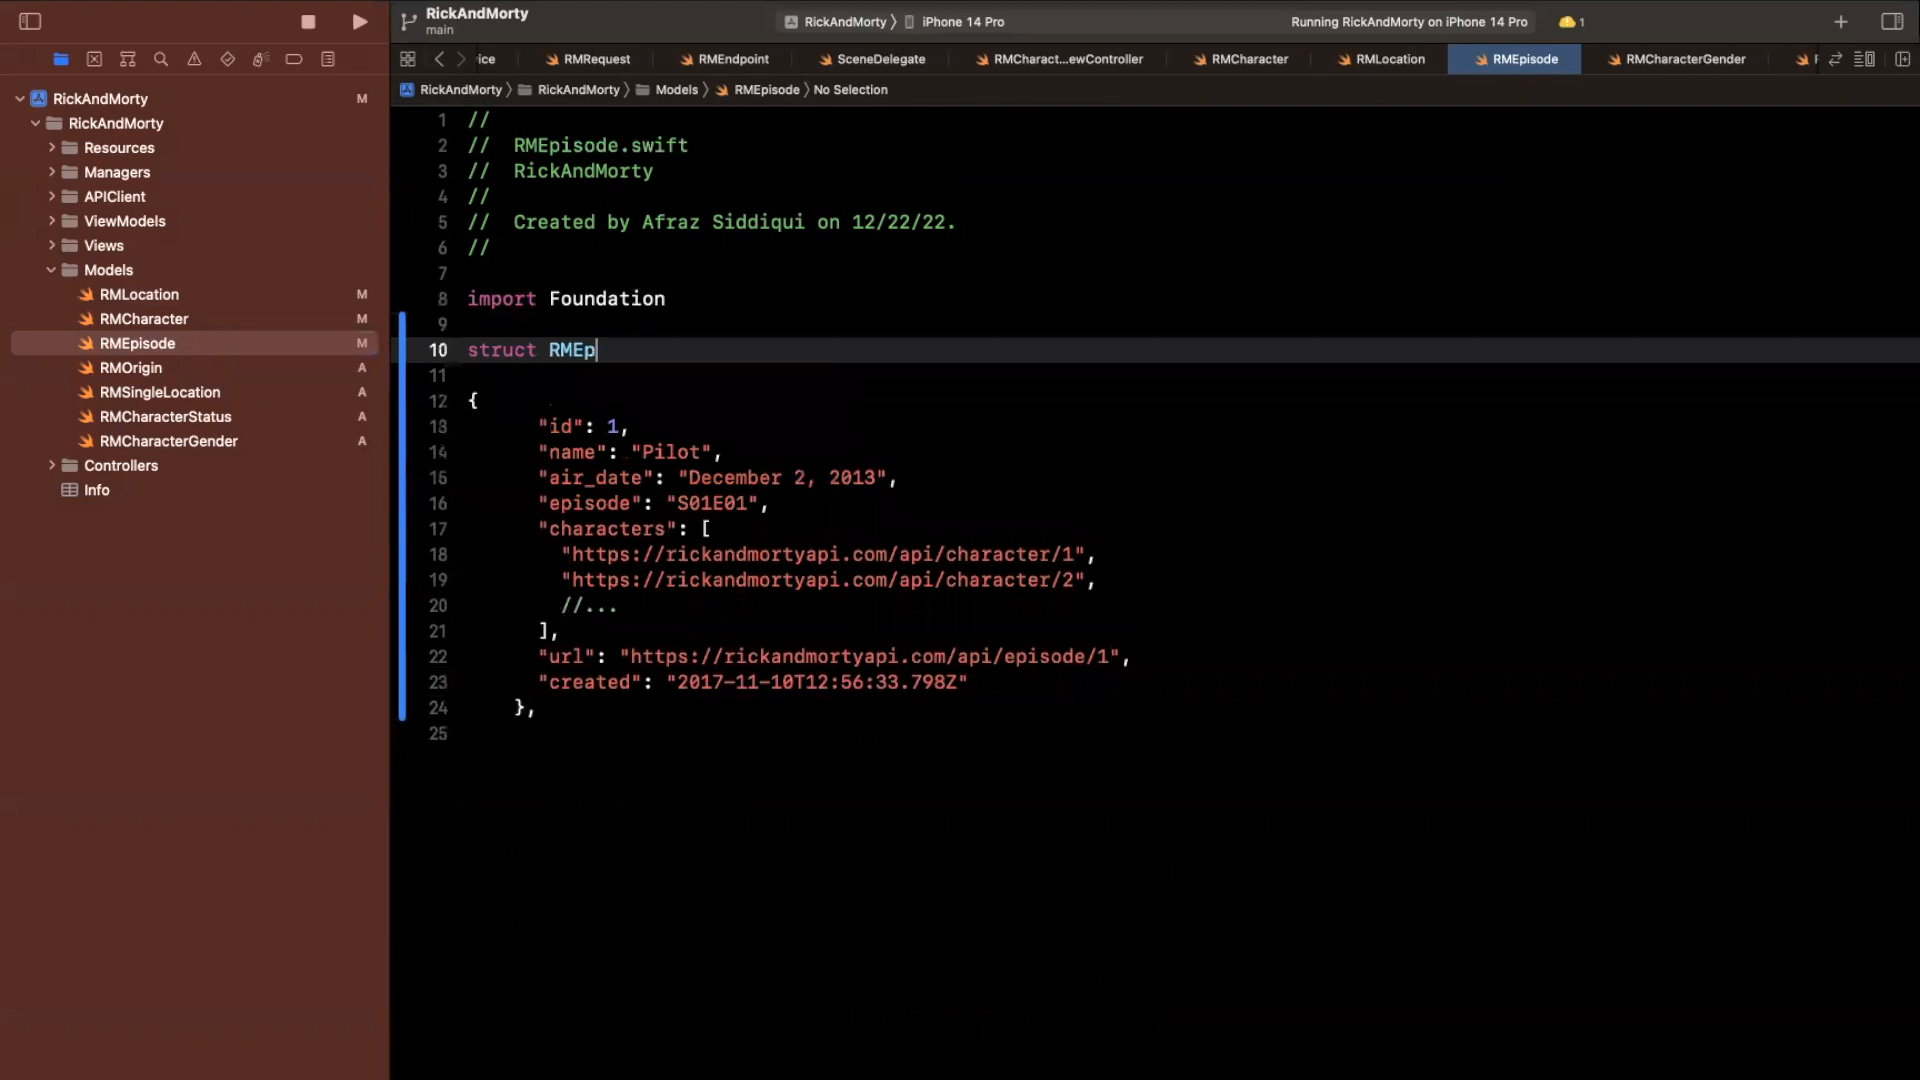 RickAndMorty
main
RickAndMorty
iPhone 14 Pro
Running RickAndMorty on iPhone 14 Pro
1
ice
RMRequest
RMEndpoint
SceneDelegate
RMCharact...ewController
RMCharacter
RMLocation
RMEpisode
RMCharacterGender
RickAndMorty
RickAndMorty
Models
RMEpisode
No Selection
RickAndMorty M
RickAndMorty
Resources
Managers
APIClient
ViewModels
Views
Models
RMLocation M
RMCharacter M
RMEpisode M
RMOrigin A
RMSingleLocation A
RMCharacterStatus A
RMCharacterGender A
Controllers
Info
1 //
2 //  RMEpisode.swift
3 //  RickAndMorty
4 //
5 //  Created by Afraz Siddiqui on 12/22/22.
6 //
7
8 import Foundation
9
10 struct RMEp
11
12 {
13       "id": 1,
14       "name": "Pilot",
15       "air_date": "December 2, 2013",
16       "episode": "S01E01",
17       "characters": [
18         "https://rickandmortyapi.com/api/character/1",
19         "https://rickandmortyapi.com/api/character/2",
20         //...
21       ],
22       "url": "https://rickandmortyapi.com/api/episode/1",
23       "created": "2017-11-10T12:56:33.798Z"
24     },
25